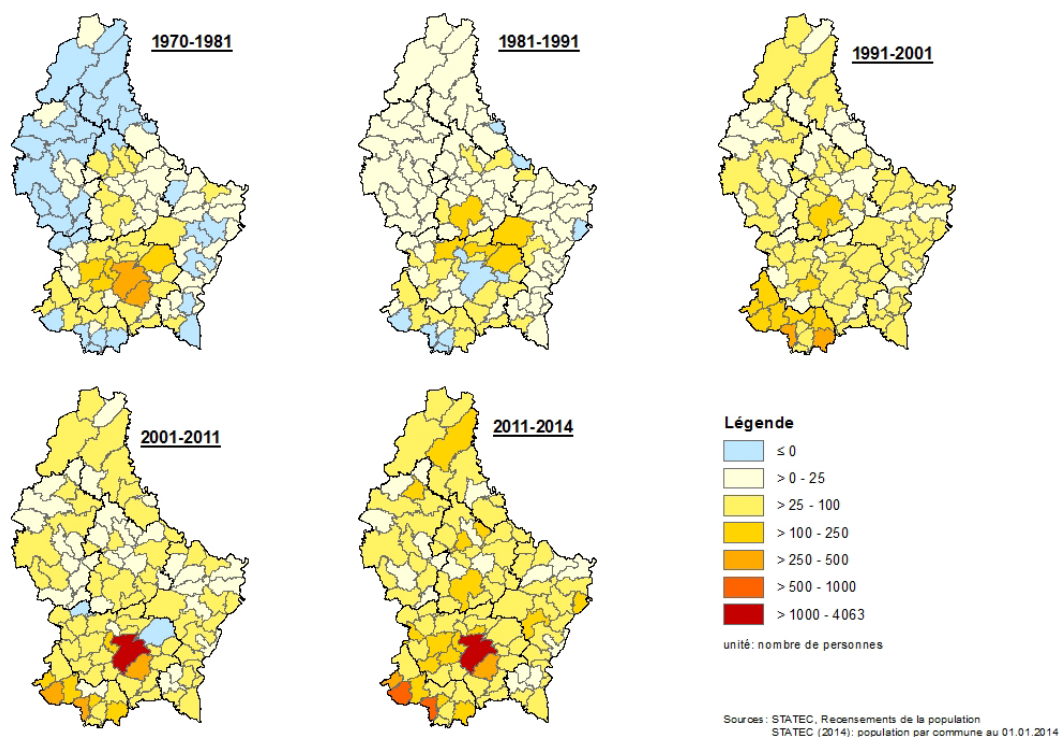 1970-1981
1981-1991
1991-2001
2001-2011
2011-2014
Légende
≤ 0
> 0 - 25
> 25 - 100
> 100 - 250
> 250 - 500
> 500 - 1000
> 1000 - 4063
unité: nombre de personnes
Sources : STATEC, Recensements de la population
STATEC (2014): population par commune au 01.01.2014